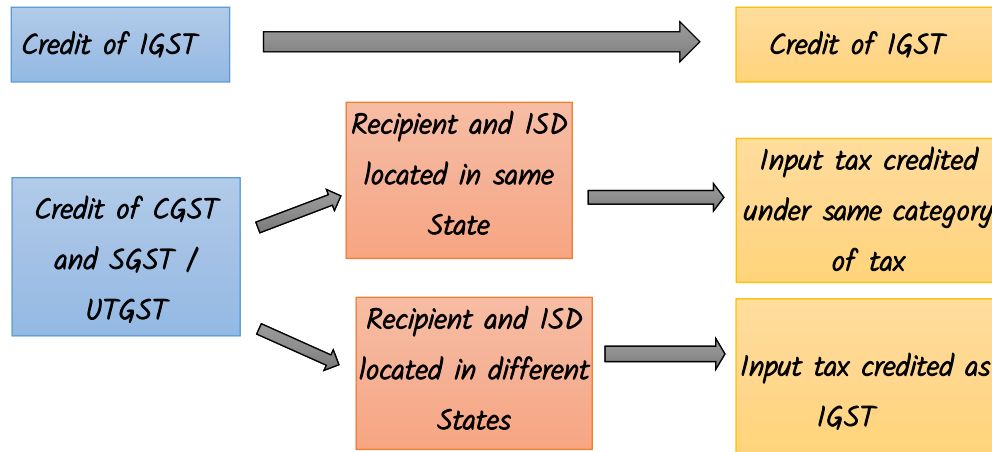 Credit of IGST
Credit of IGST
Credit of CGST
and SGST /
UTGST
Recipient and ISD
located in same
State
Input tax credited
under same category
of tax
Recipient and ISD
located in different
States
Input tax credited as
IGST